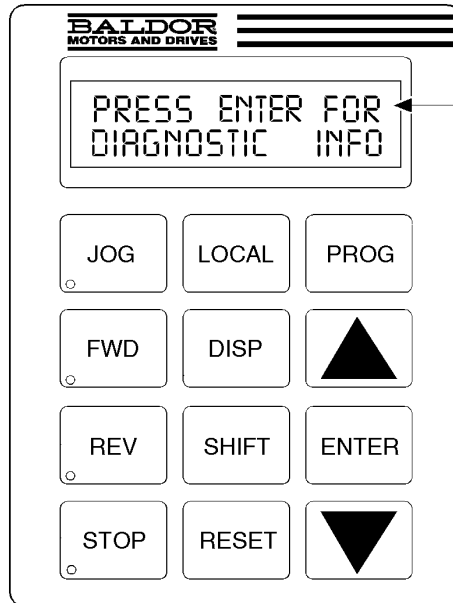 BALDOR
MOTORS AND DRIVES
PRESS ENTER FOR
DIAGNOSTIC INFO
JOG LOCAL PROG
FWD DISP
REV SHIFT ENTER
STOP RESET